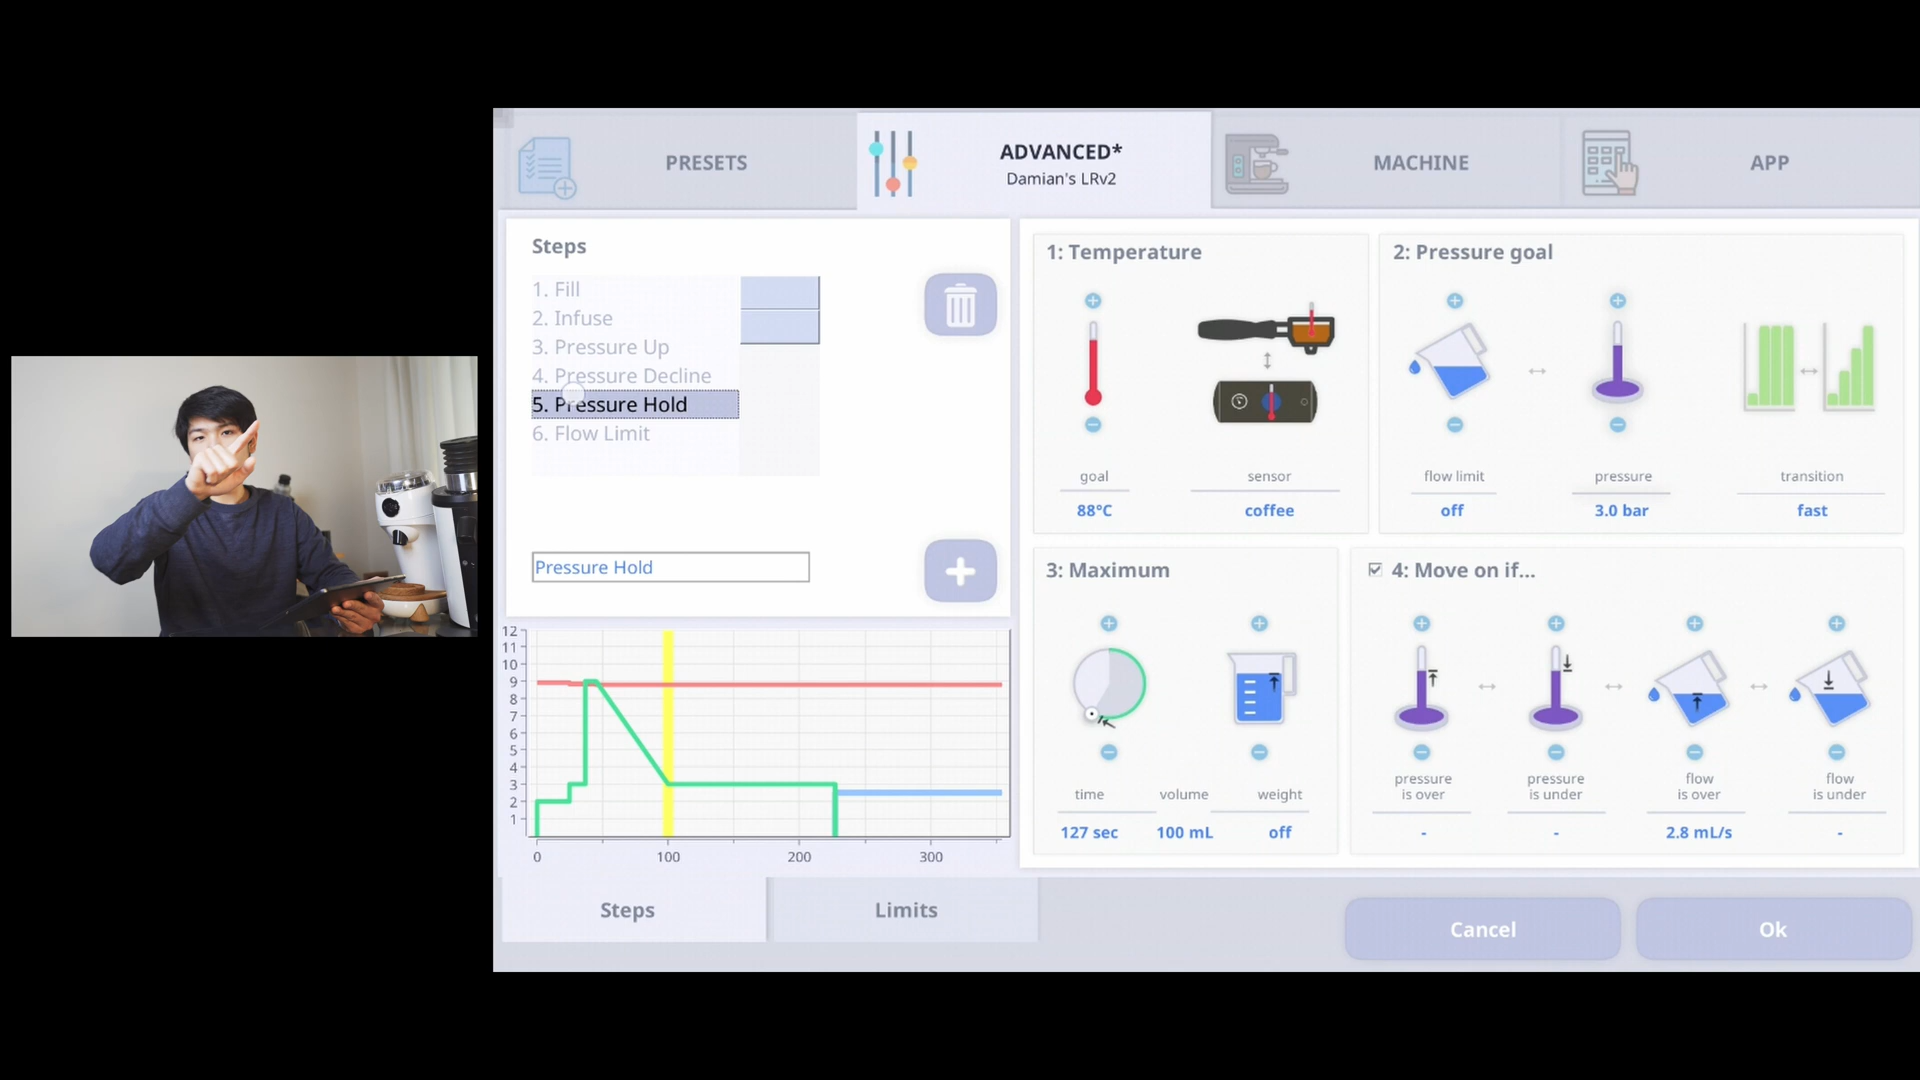 PRESETS
ADVANCED*
Damian's LRv2
MACHINE
APP
Steps
1. Fill
2. Infuse
3. Pressure Up
4. Pressure Decline
5. Pressure Hold
6. Flow Limit
Pressure Hold
1: Temperature
goal
sensor
88°C
coffee
2: Pressure goal
flow limit
pressure
transition
off
3.0 bar
fast
3: Maximum
time
volume
weight
127 sec
100 mL
off
4: Move on if...
pressure
is over
pressure
is under
flow
is over
flow
is under
-
-
2.8 mL/s
-
12
11
10
9
8
7
6
5
4
3
2
1
0
100
200
300
Steps
Limits
Cancel
Ok